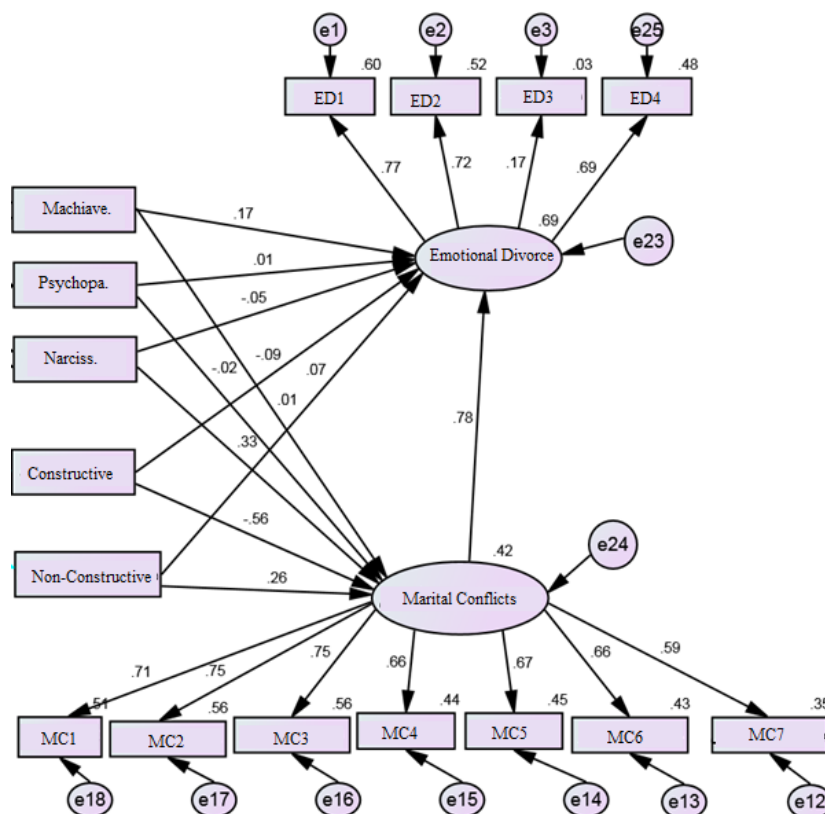 e1 e2 e3 e25
.60 .52 .03 .48
ED1 ED2 ED3 ED4
.77 .72 .17 .69
Machiave.
.17
.69
e23
Emotional Divorce
Psychopa.
.01
-.05
Narciss.
-.09
-.02 .07
.01
.78
.33
Constructive
-.56
e24
.42
Non-Constructive
.26
Marital Conflicts
.71 .75 .75 .66 .67 .66 .59
.51 .56 .56 .44 .45 .43 .35
MC1 MC2 MC3 MC4 MC5 MC6 MC7
e18 e17 e16 e15 e14 e13 e12